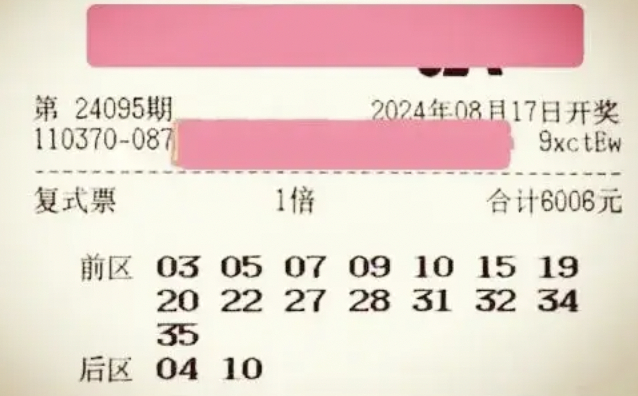 第 24095期 2024年08月17日开奖
110370-087 9xctEw
复式票 1倍 合计6006元
前区 03 05 07 09 10 15 19
20 22 27 28 31 32 34
35
后区 04 10